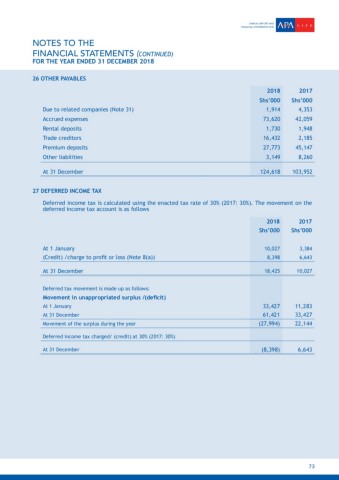 APA LIFE
NOTES TO THE
FINANCIAL STATEMENTS (CONTINUED)
FOR THE YEAR ENDED 31 DECEMBER 2018
26 OTHER PAYABLES
2018 2017
Shs'000 Shs'000
Due to related companies (Note 31) 1,914 4,353
Accrued expenses 73,620 42,059
Rental deposits 1,730 1,948
Trade creditors 16,432 2,185
Premium deposits 27,773 45,147
Other liabilities 3,149 8,260
At 31 December 124,618 103,952
27 DEFERRED INCOME TAX
Deferred income tax is calculated using the enacted tax rate of 30% (2017: 30%). The movement on the
deferred income tax account is as follows
2018 2017
Shs'000 Shs'000
At 1 January 10,027 3,384
(Credit) /charge to profit or loss (Note 8(a)) 8,398 6,643
At 31 December 18,425 10,027
Deferred tax movement is made up as follows:
Movement in unappropriated surplus /(deficit)
At 1 January 33,427 11,283
At 31 December 61,421 33,427
Movement of the surplus during the year (27,994) 22,144
Deferred income tax charged/ (credit) at 30% (2017: 30%)
At 31 December (8,398) 6,643
73